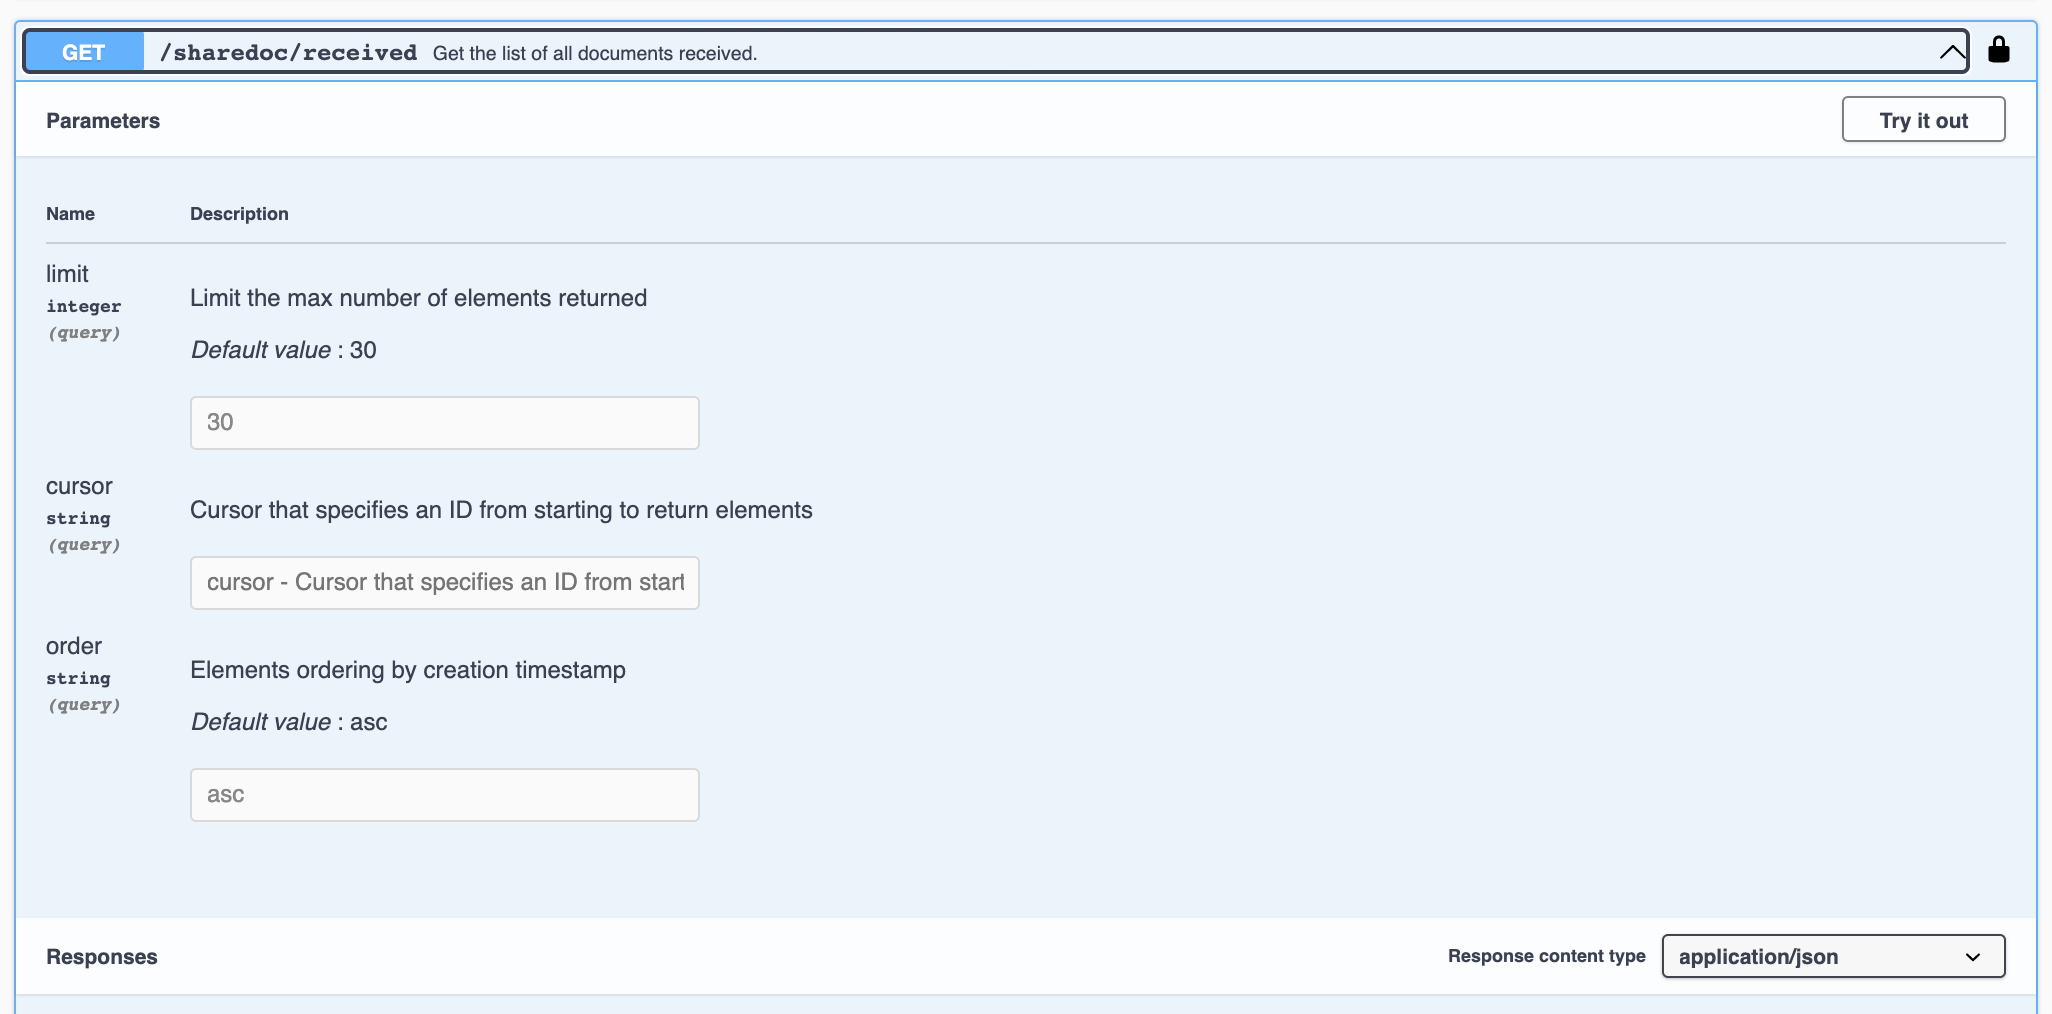 GET /sharedoc/received Get the list of all documents received.
Parameters
Try it out
Name Description
limit
integer
(query)
Limit the max number of elements returned
Default value : 30
30
cursor
string
(query)
Cursor that specifies an ID from starting to return elements
cursor - Cursor that specifies an ID from start
order
string
(query)
Elements ordering by creation timestamp
Default value : asc
asc
Responses
Response content type application/json